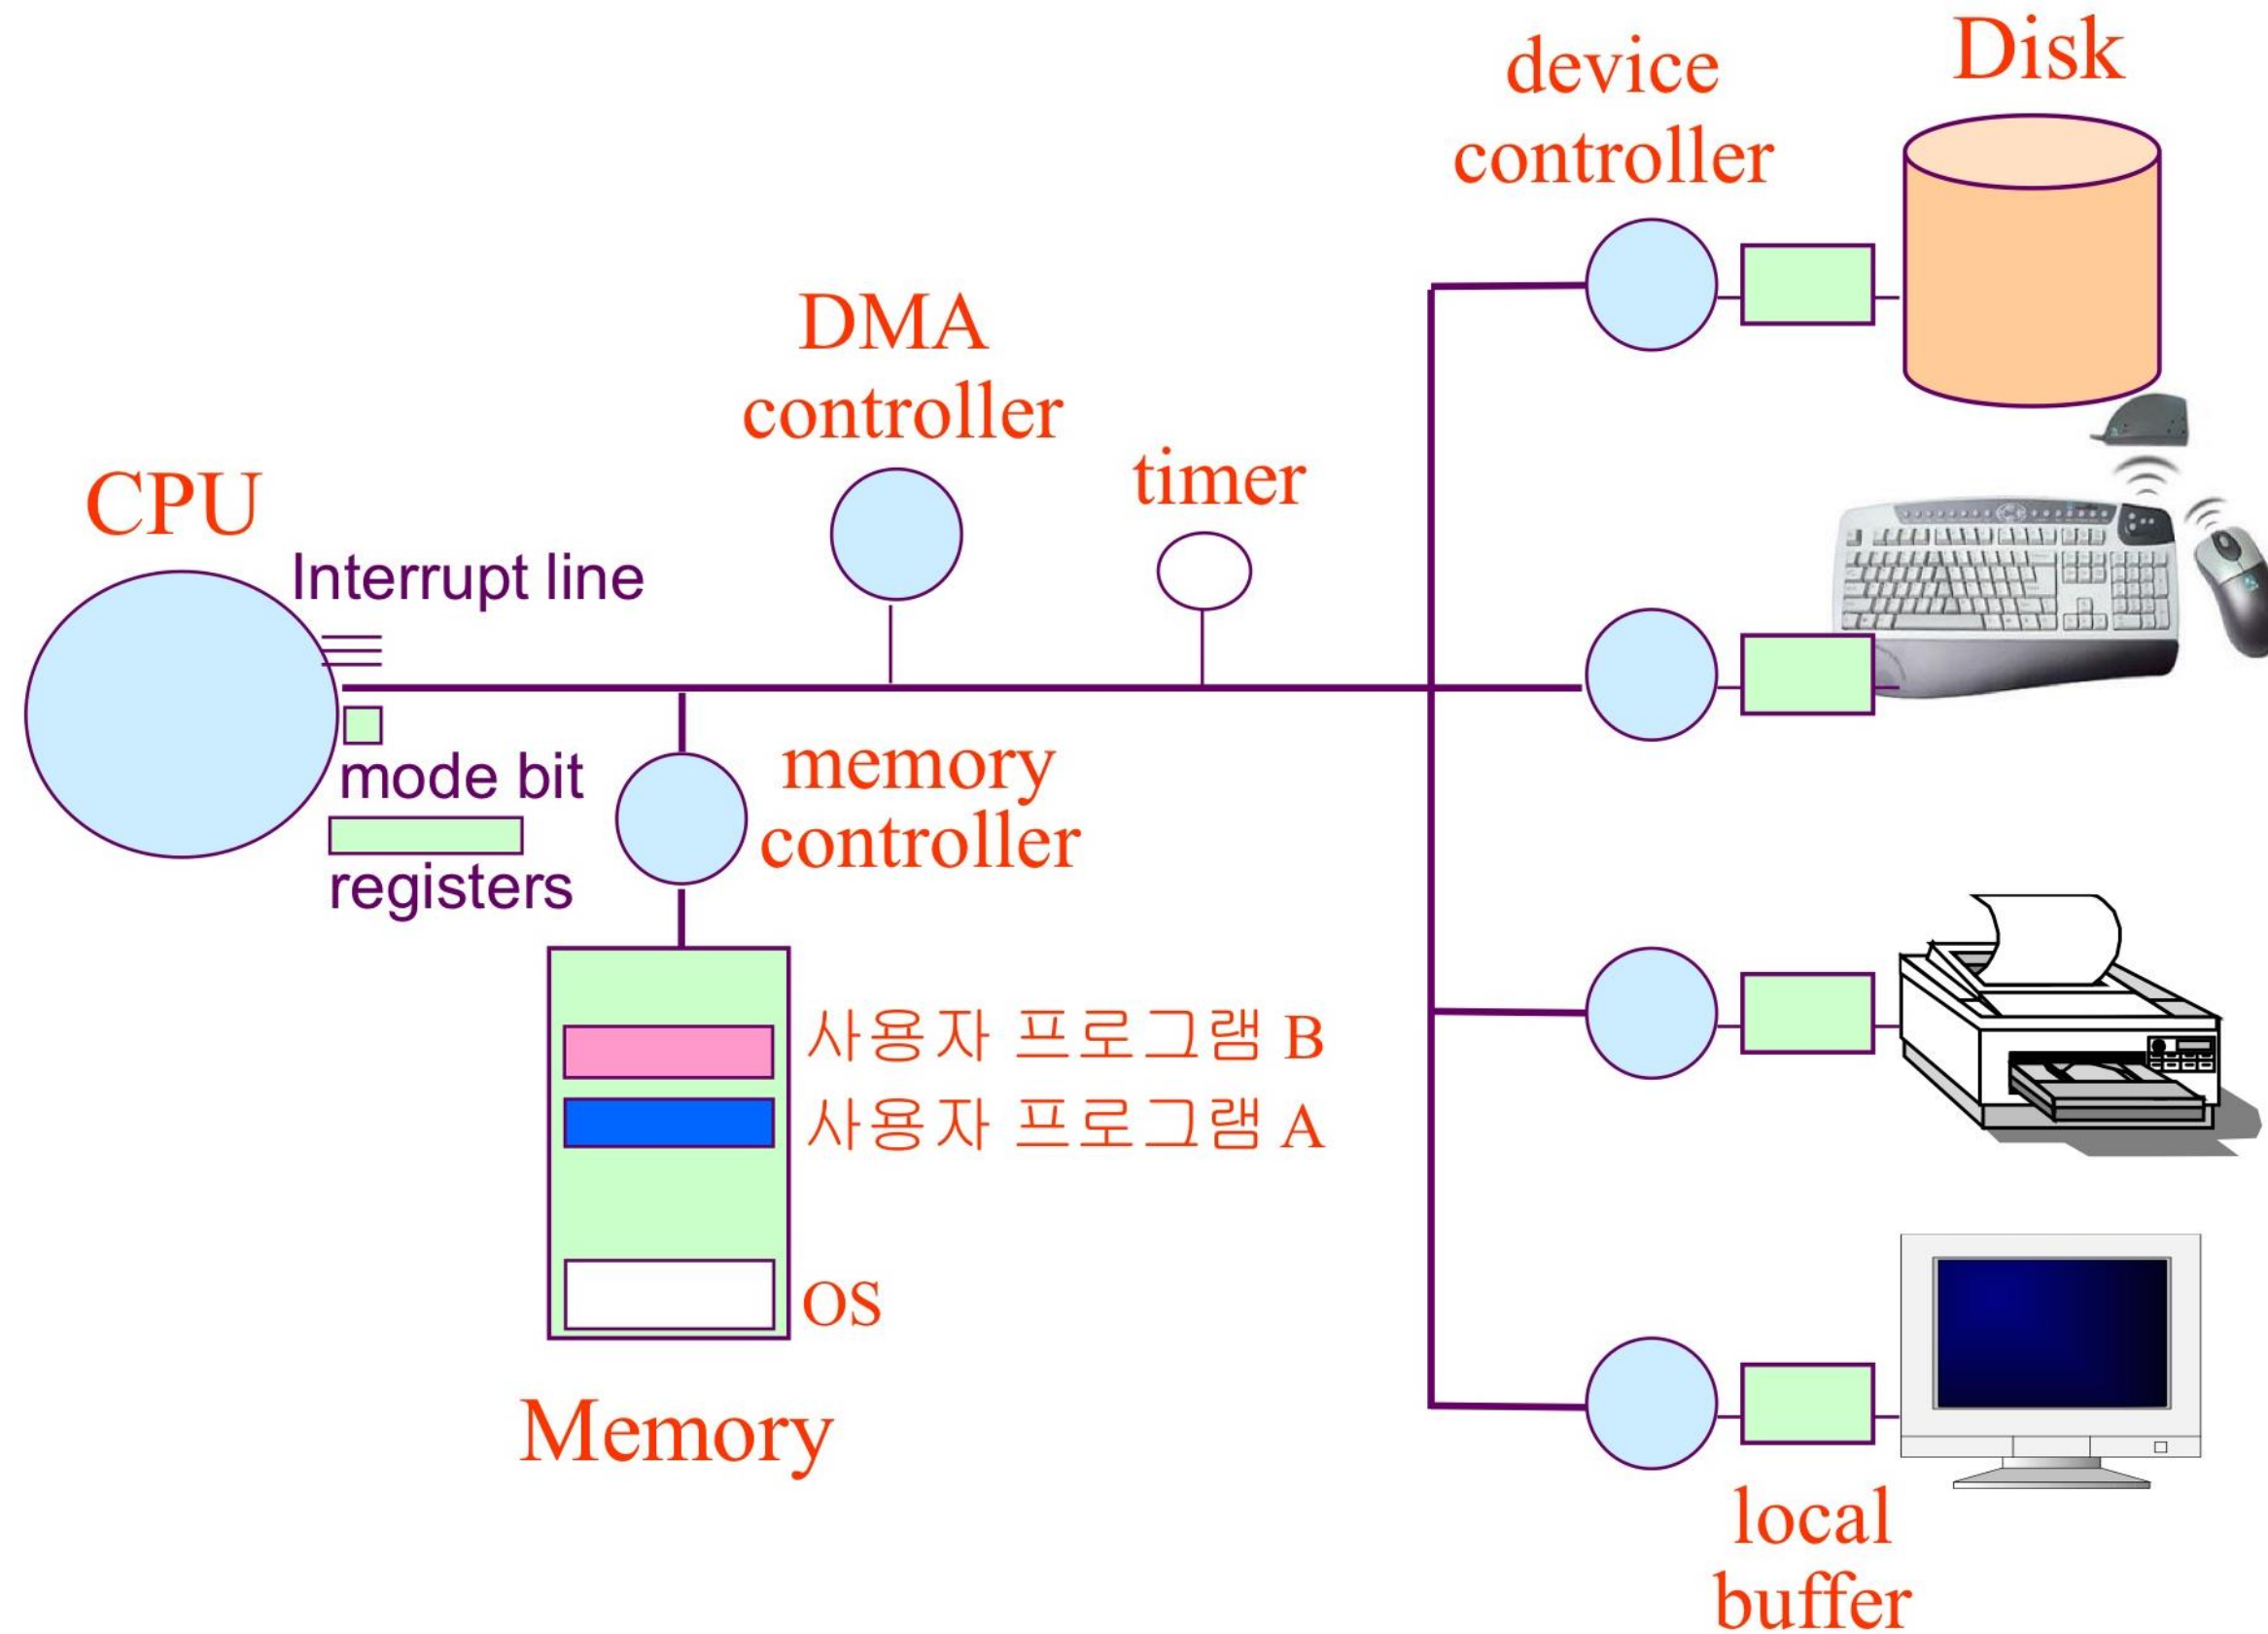 device
controller
Disk
DMA
controller
timer
CPU
Interrupt line
mode bit
registers
memory
controller
사용자 프로그램 B
사용자 프로그램 A
OS
Memory
local
buffer